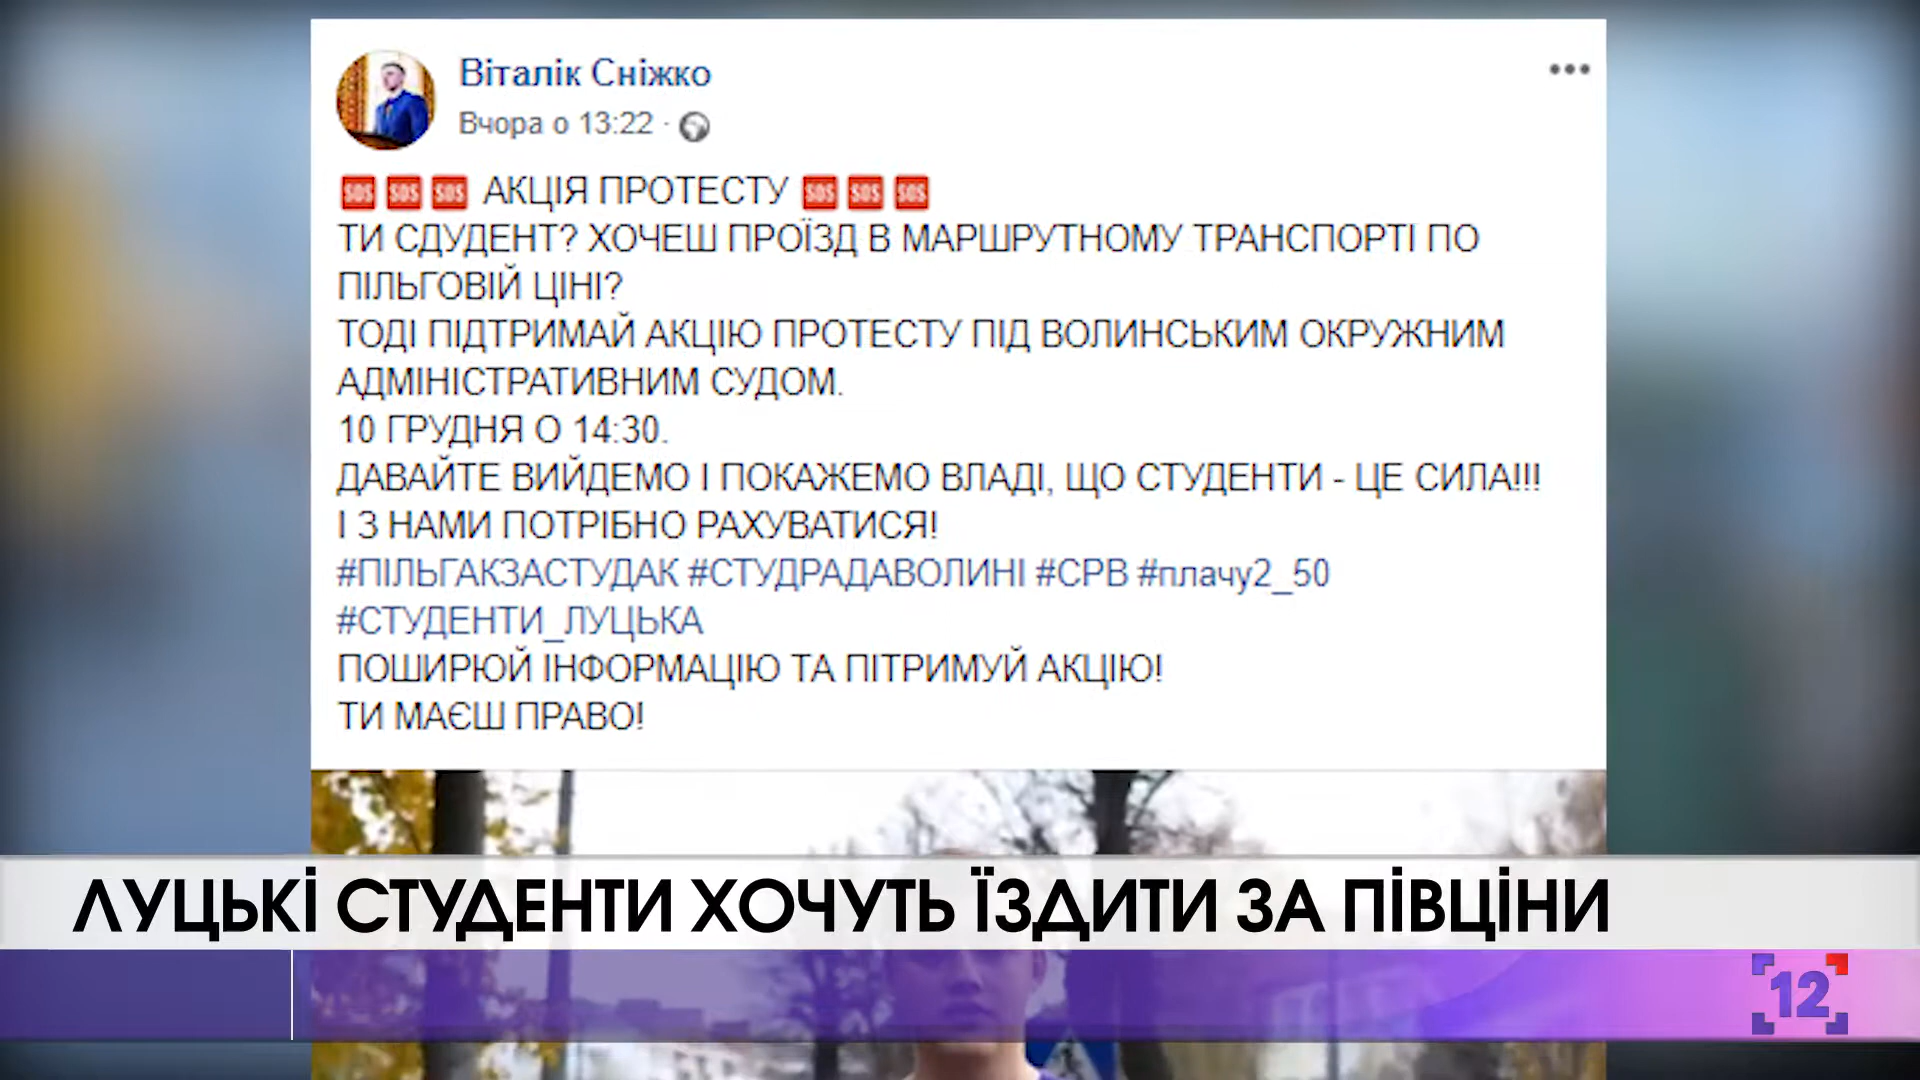 Віталік Сніжко
Вчора о 13:22 ·
🆘🆘🆘 АКЦІЯ ПРОТЕСТУ 🆘🆘🆘
ТИ СДУДЕНТ? ХОЧЕШ ПРОЇЗД В МАРШРУТНОМУ ТРАНСПОРТІ ПО
ПІЛЬГОВІЙ ЦІНІ?
ТОДІ ПІДТРИМАЙ АКЦІЮ ПРОТЕСТУ ПІД ВОЛИНСЬКИМ ОКРУЖНИМ
АДМІНІСТРАТИВНИМ СУДОМ.
10 ГРУДНЯ О 14:30.
ДАВАЙТЕ ВИЙДЕМО І ПОКАЖЕМО ВЛАДІ, ЩО СТУДЕНТИ - ЦЕ СИЛА!!!
І З НАМИ ПОТРІБНО РАХУВАТИСЯ!
#ПІЛЬГАКЗАСТУДАК #СТУДРАДАВОЛИНІ #СРВ #плачу2_50
#СТУДЕНТИ_ЛУЦЬКА
ПОШИРЮЙ ІНФОРМАЦІЮ ТА ПІТРИМУЙ АКЦІЮ!
ТИ МАЄШ ПРАВО!
ЛУЦЬКІ СТУДЕНТИ ХОЧУТЬ ЇЗДИТИ ЗА ПІВЦІНИ
12